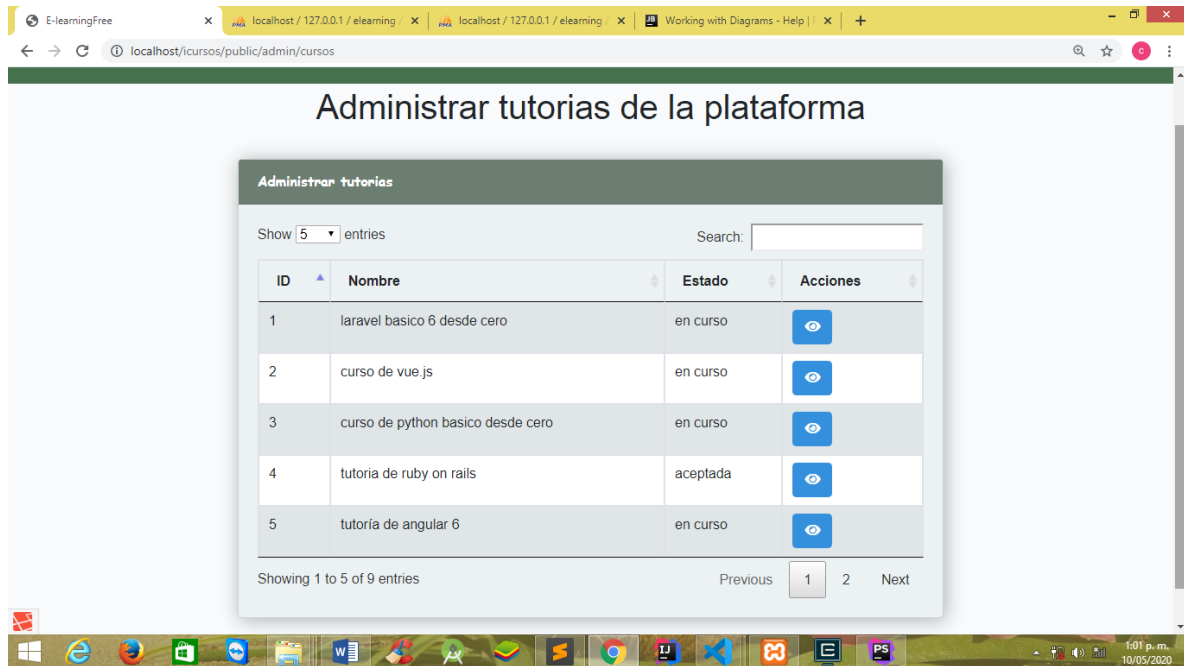 E-learningFree
localhost / 127.0.0.1 / elearning /
localhost / 127.0.0.1 / elearning /
Working with Diagrams - Help |
localhost/icursos/public/admin/cursos
C
Administrar tutorias de la plataforma
Administrar tutorias
Show 5 entries
Search:
ID Nombre Estado Acciones
1 laravel basico 6 desde cero en curso
2 curso de vue.js en curso
3 curso de python basico desde cero en curso
4 tutoria de ruby on rails aceptada
5 tutoría de angular 6 en curso
Showing 1 to 5 of 9 entries
Previous 1 2 Next
1:01 p. m.
10/05/2020